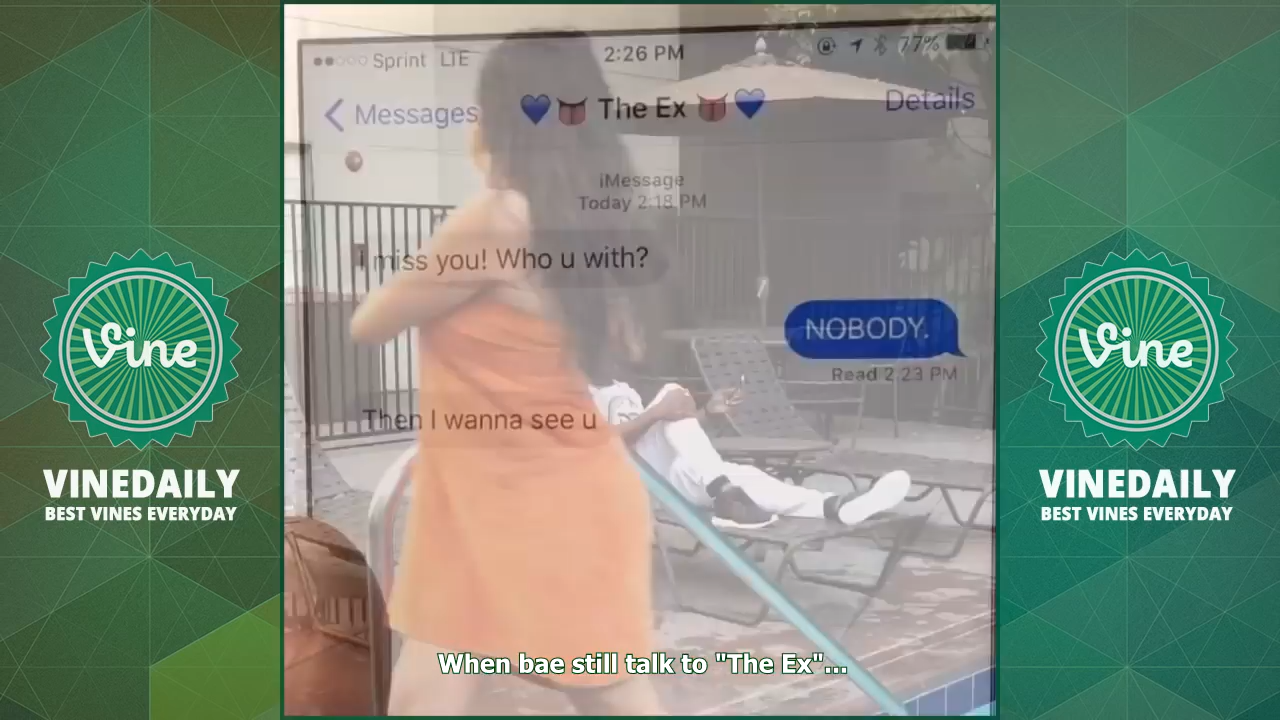 Sprint LTE
2:26 PM
77%
Messages
The Ex
Details
iMessage
Today 2:18 PM
I miss you! Who u with?
NOBODY.
Read 2:23 PM
Then I wanna see u
When bae still talk to "The Ex"...
Vine
VINEDAILY
BEST VINES EVERYDAY
Vine
VINEDAILY
BEST VINES EVERYDAY